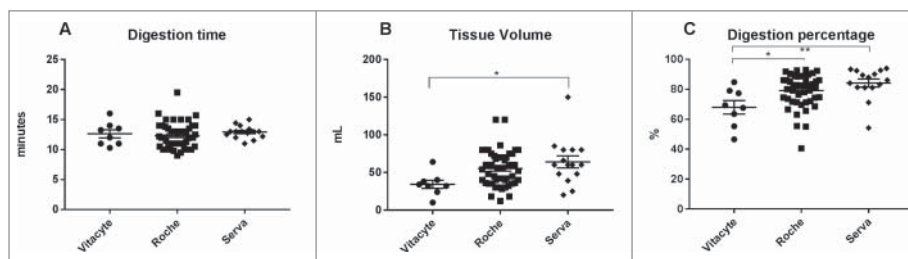 A Digestion time
25
20
15
10
5
0
minutes
Vitacyte
Roche
Serva
B Tissue Volume
200
150
100
50
0
mL
*
Vitacyte
Roche
Serva
C Digestion percentage
100
80
60
40
20
0
%
**
*
Vitacyte
Roche
Serva